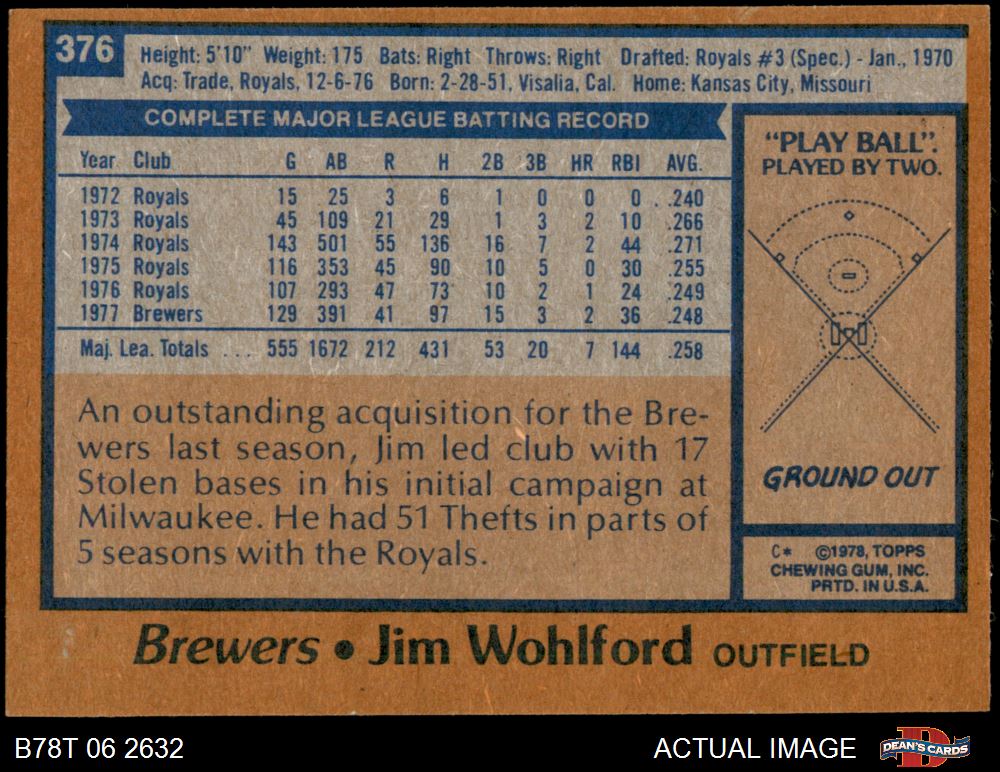 376
Height: 5'10" Weight: 175 Bats: Right Throws: Right Drafted: Royals #3 (Spec.) - Jan., 1970
Acq: Trade, Royals, 12-6-76 Born: 2-28-51, Visalia, Cal. Home: Kansas City, Missouri
COMPLETE MAJOR LEAGUE BATTING RECORD
Year Club G AB R H 2B 3B HR RBI AVG.
1972 Royals 15 25 3 6 1 0 0 0 . .240
1973 Royals 45 109 21 29 1 3 2 10 .266
1974 Royals 143 501 55 136 16 7 2 44 .271
1975 Royals 116 353 45 90 10 5 0 30 .255
1976 Royals 107 293 47 73 10 2 1 24 .249
1977 Brewers 129 391 41 97 15 3 2 36 .248
Maj. Lea. Totals ... 555 1672 212 431 53 20 7 144 .258
An outstanding acquisition for the Bre-
wers last season, Jim led club with 17
Stolen bases in his initial campaign at
Milwaukee. He had 51 Thefts in parts of
5 seasons with the Royals.
"PLAY BALL".
PLAYED BY TWO.
GROUND OUT
C* ©1978, TOPPS
CHEWING GUM, INC.
PRTD. IN U.S.A.
Brewers • Jim Wohlford OUTFIELD
B78T 06 2632
ACTUAL IMAGE
DEAN'S CARDS